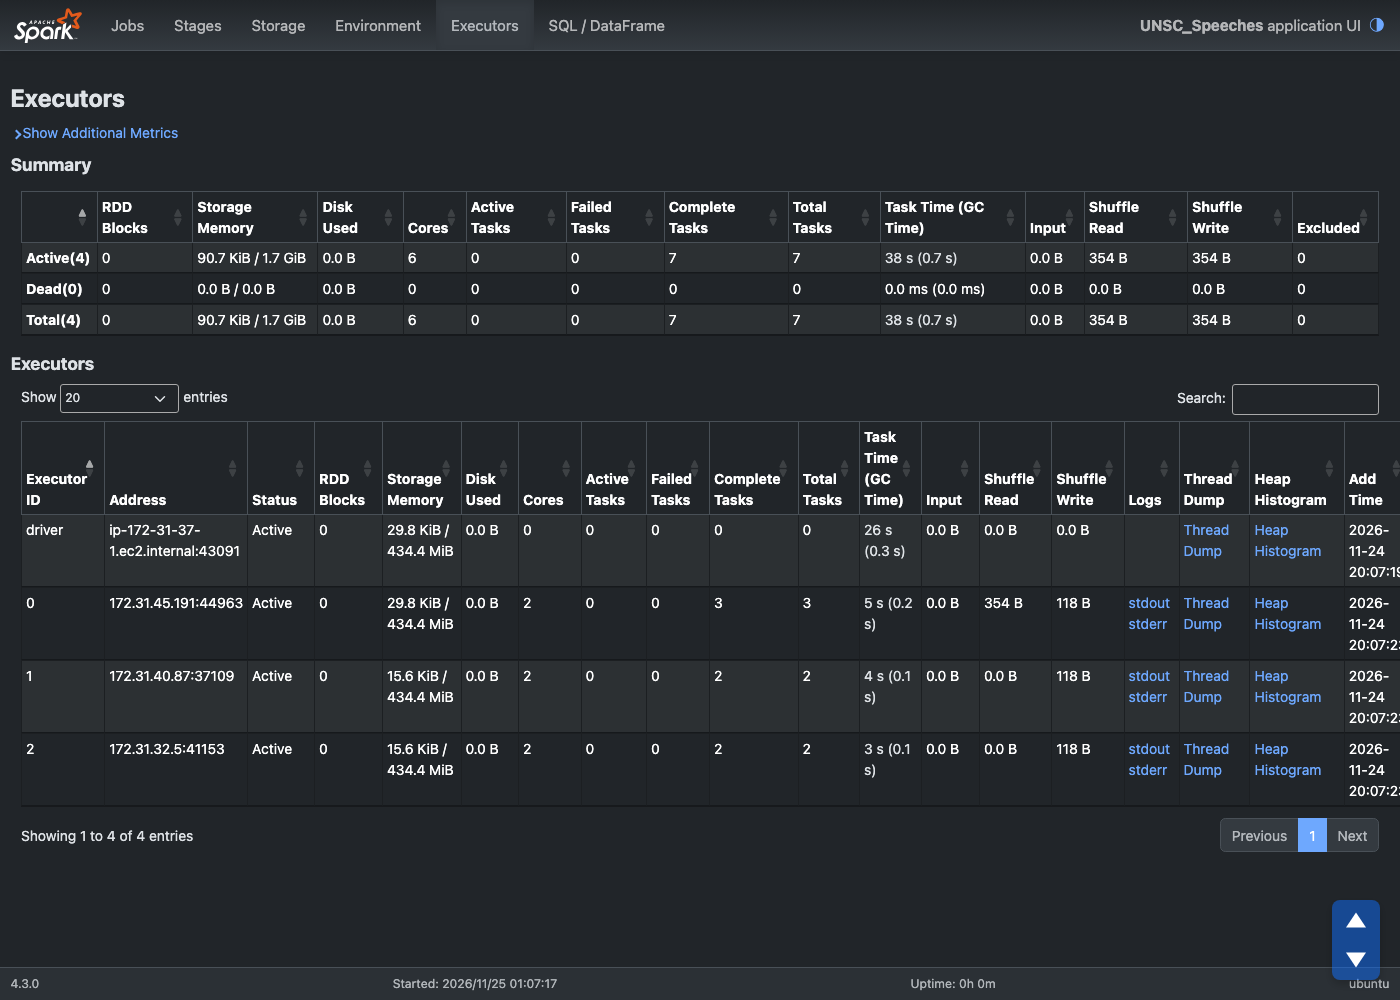 APACHE
Spark
Jobs
Stages
Storage
Environment
Executors
SQL / DataFrame
UNSC_Speeches application UI
Executors
Show Additional Metrics
Summary
RDD Blocks Storage Memory Disk Used Cores Active Tasks Failed Tasks Complete Tasks Total Tasks Task Time (GC Time) Input Shuffle Read Shuffle Write Excluded
Active(4) 0 90.7 KiB / 1.7 GiB 0.0 B 6 0 0 7 7 38 s (0.7 s) 0.0 B 354 B 354 B 0
Dead(0) 0 0.0 B / 0.0 B 0.0 B 0 0 0 0 0 0.0 ms (0.0 ms) 0.0 B 0.0 B 0.0 B 0
Total(4) 0 90.7 KiB / 1.7 GiB 0.0 B 6 0 0 7 7 38 s (0.7 s) 0.0 B 354 B 354 B 0
Executors
Show 20 entries
Search:
Executor ID Address Status RDD Blocks Storage Memory Disk Used Cores Active Tasks Failed Tasks Complete Tasks Total Tasks Task Time (GC Time) Input Shuffle Read Shuffle Write Logs Thread Dump Heap Histogram Add Time
driver ip-172-31-37-1.ec2.internal:43091 Active 0 29.8 KiB / 434.4 MiB 0.0 B 0 0 0 0 0 26 s (0.3 s) 0.0 B 0.0 B 0.0 B Thread Dump Heap Histogram 2026-11-24 20:07:19
0 172.31.45.191:44963 Active 0 29.8 KiB / 434.4 MiB 0.0 B 2 0 0 3 3 5 s (0.2 s) 0.0 B 354 B 118 B stdout stderr Thread Dump Heap Histogram 2026-11-24 20:07:2
1 172.31.40.87:37109 Active 0 15.6 KiB / 434.4 MiB 0.0 B 2 0 0 2 2 4 s (0.1 s) 0.0 B 0.0 B 118 B stdout stderr Thread Dump Heap Histogram 2026-11-24 20:07:2
2 172.31.32.5:41153 Active 0 15.6 KiB / 434.4 MiB 0.0 B 2 0 0 2 2 3 s (0.1 s) 0.0 B 0.0 B 118 B stdout stderr Thread Dump Heap Histogram 2026-11-24 20:07:2
Showing 1 to 4 of 4 entries
Previous 1 Next
4.3.0
Started: 2026/11/25 01:07:17
Uptime: 0h 0m
ubuntu